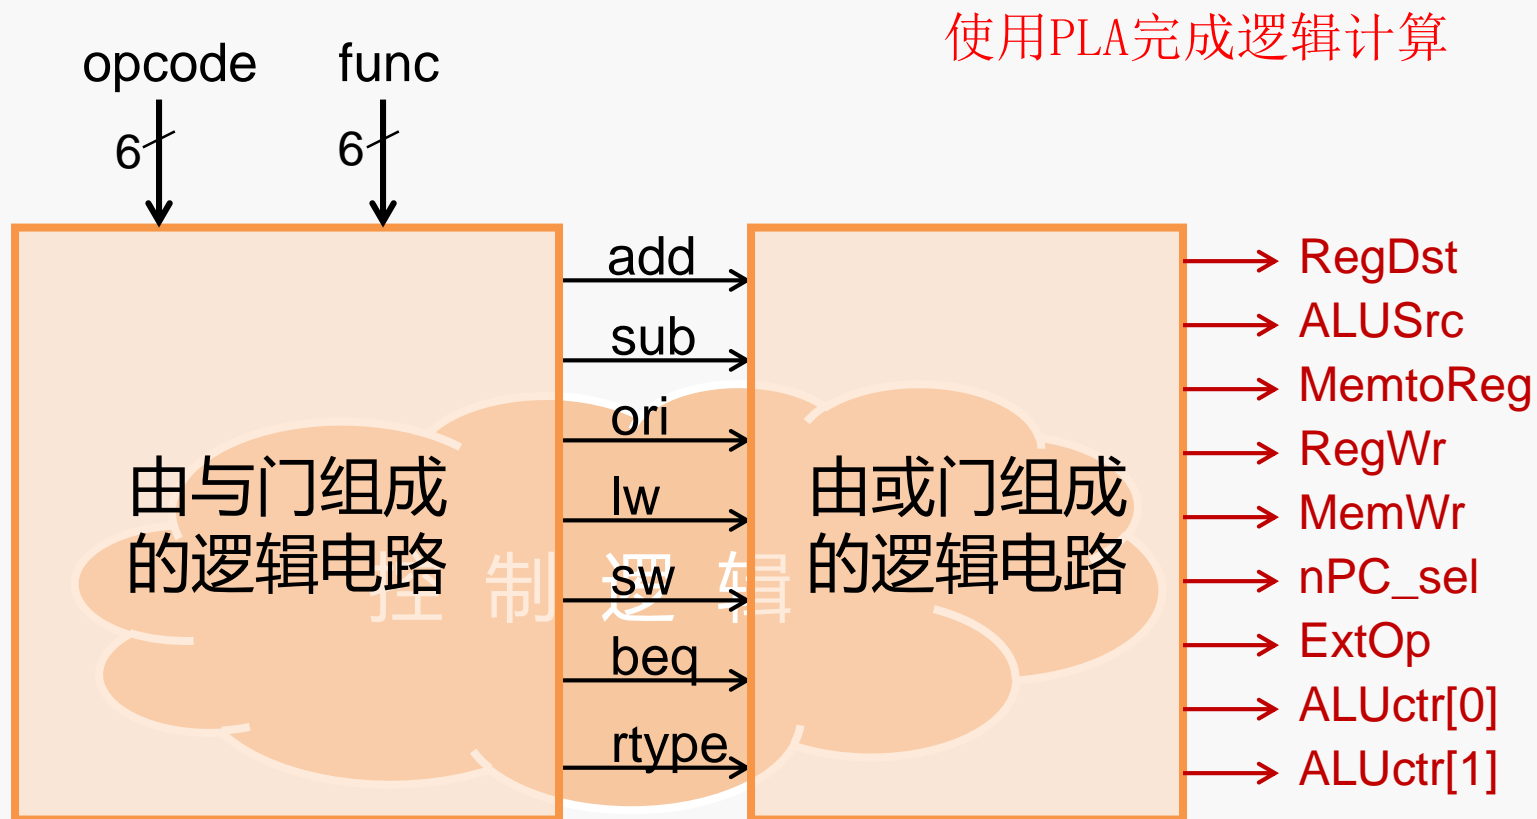 使用PLA完成逻辑计算
opcode
func
6
6
add
sub
ori
lw
sw
beq
rtype
由与门组成
的逻辑电路
控 制 逻 辑
由或门组成
的逻辑电路
RegDst
ALUSrc
MemtoReg
RegWr
MemWr
nPC_sel
ExtOp
ALUctr[0]
ALUctr[1]